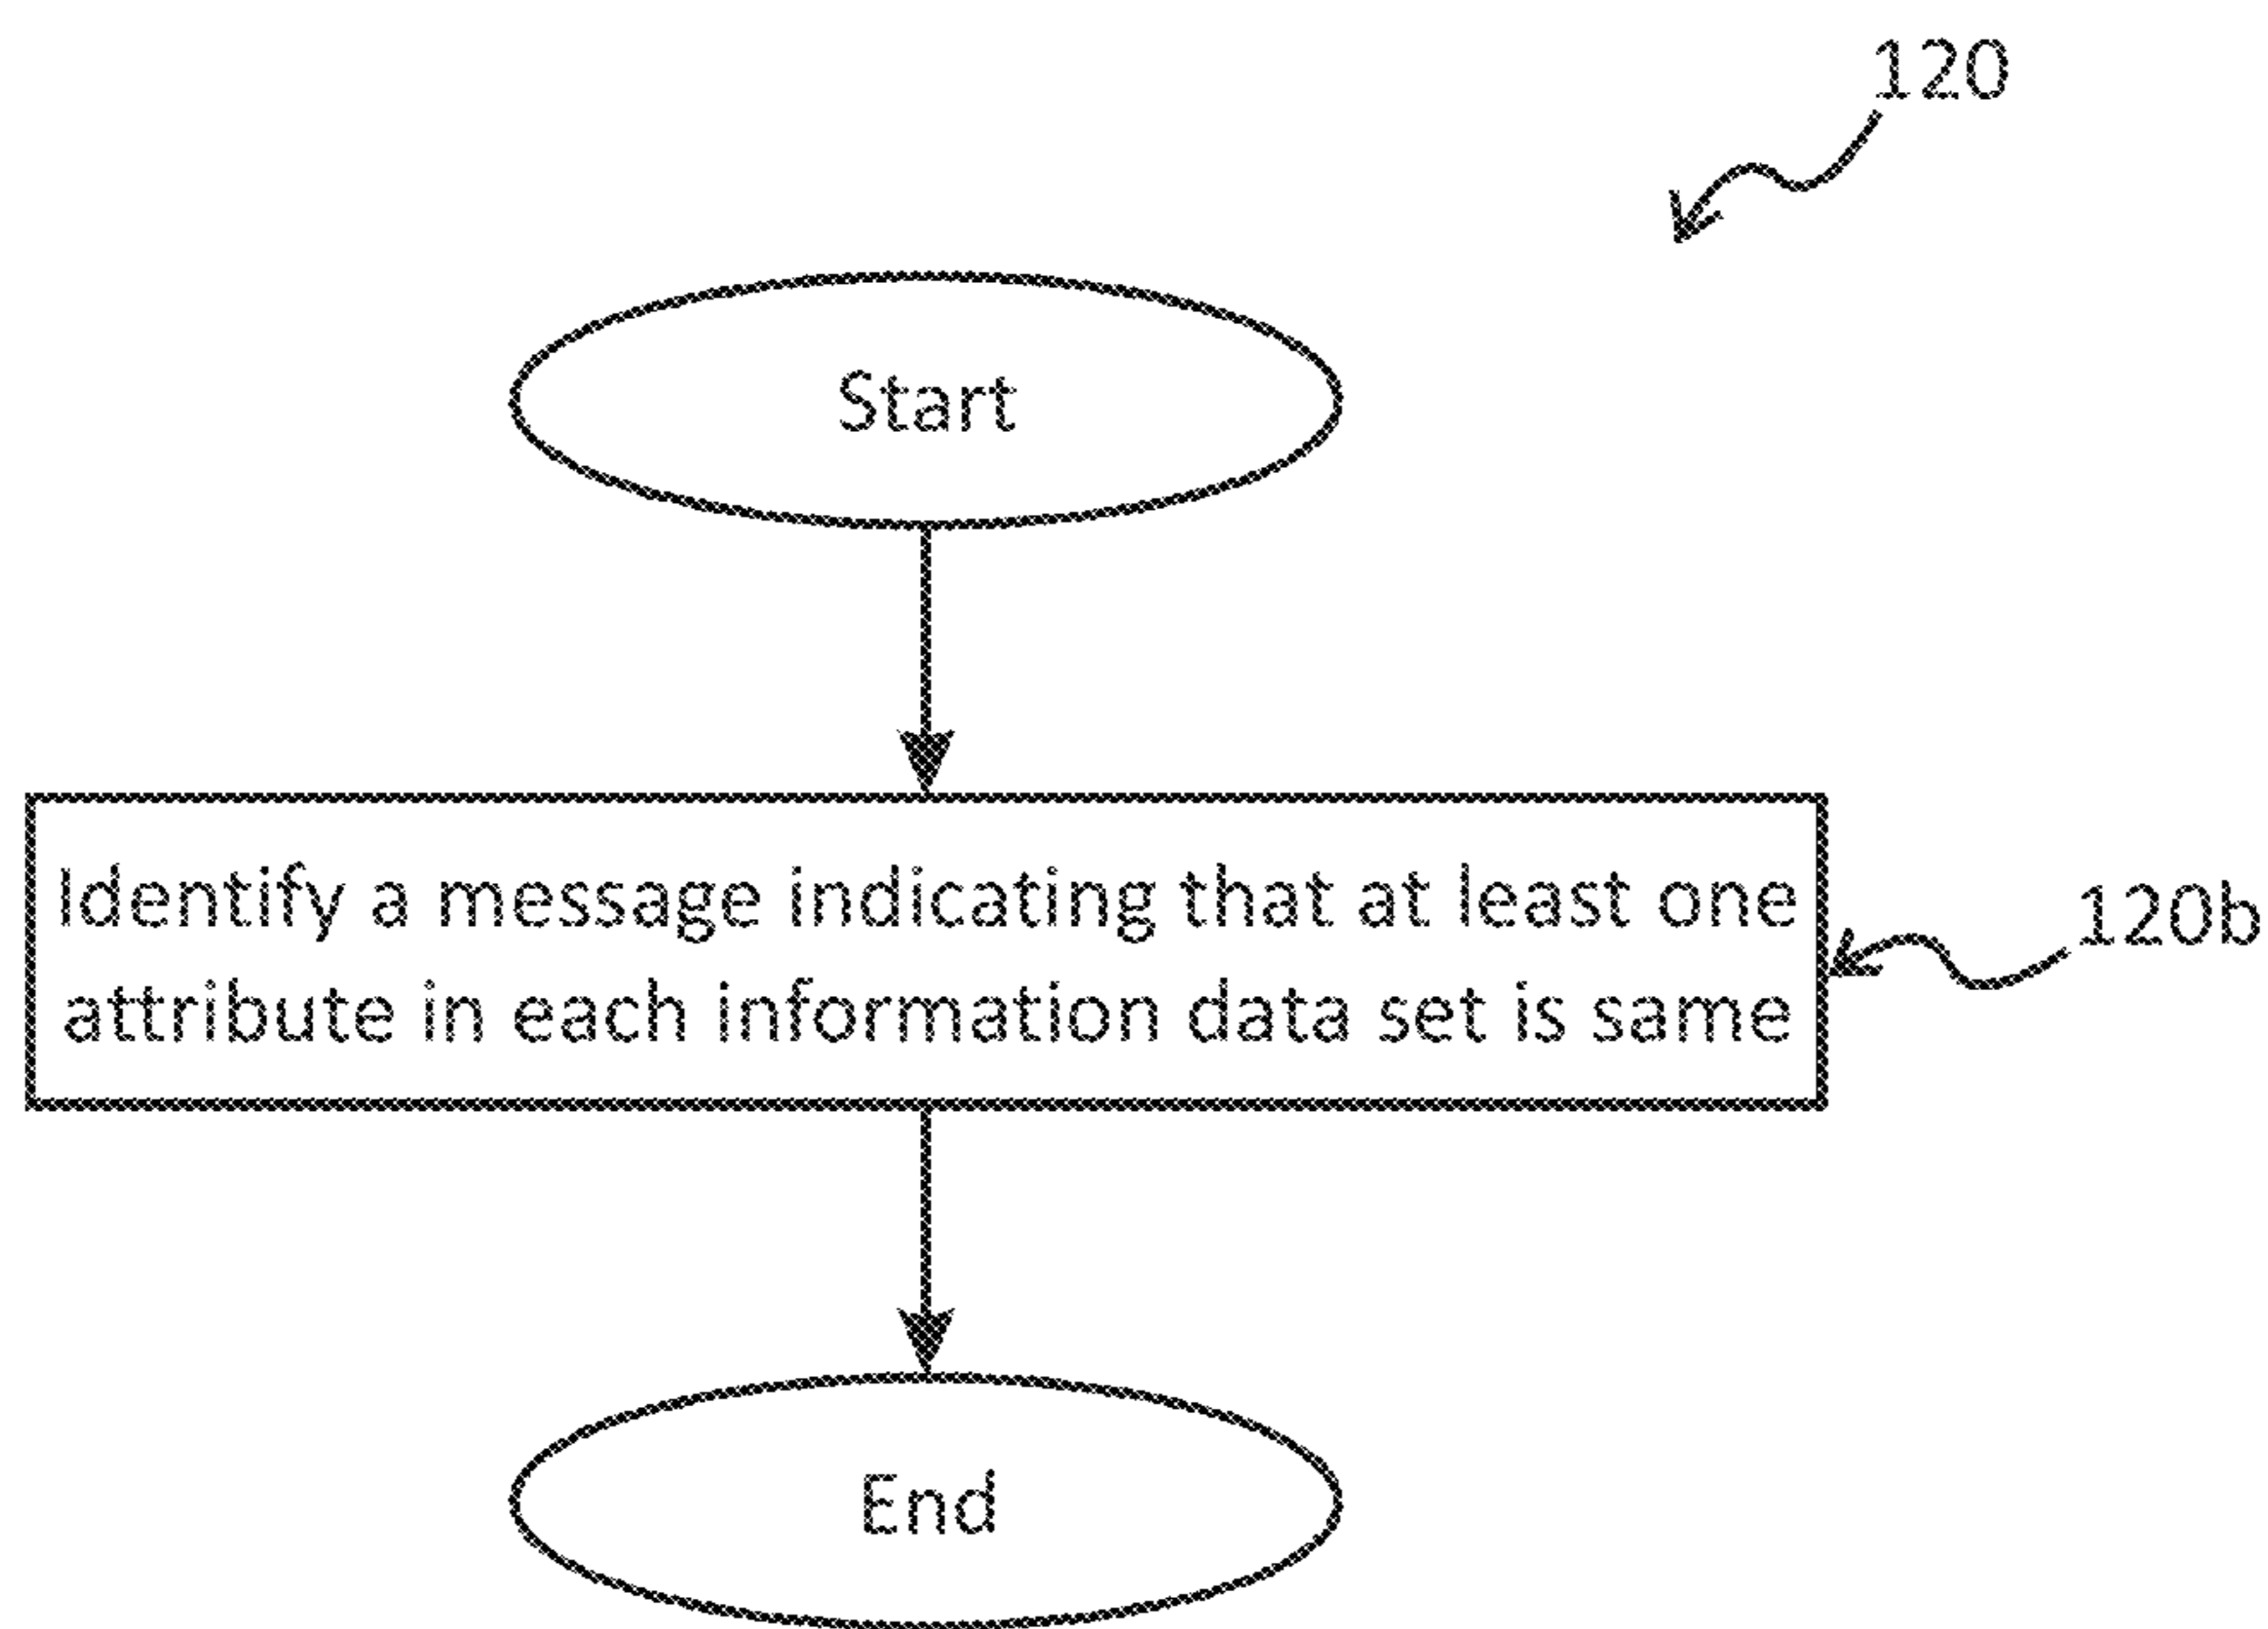 120
Start
Identify a message indicating that at least one
attribute in each information data set is same
120b
End